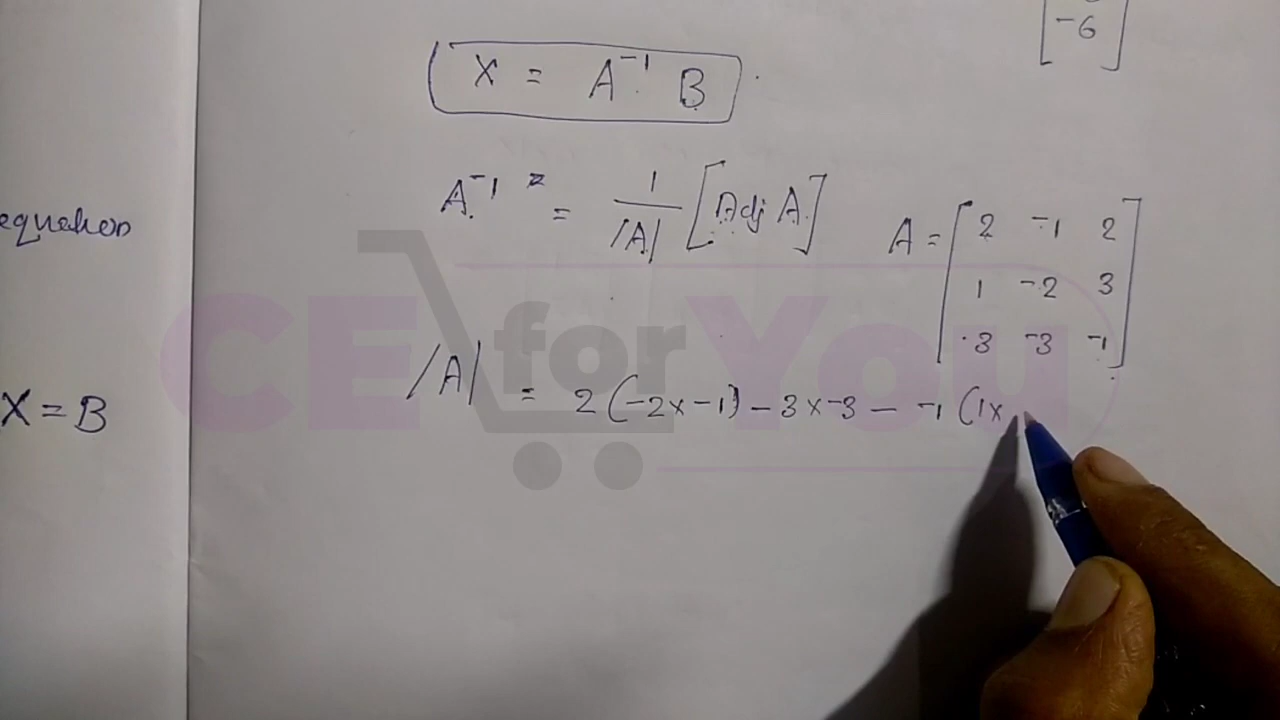 -6
X = A⁻¹ B
A⁻¹ = 1/|A| [Adj A]
A = [2 -1 2
1 -2 3
3 -3 -1]
equation
CE for You
|A| = 2 (-2x -1) - 3x -3 - -1 (1x
X = B